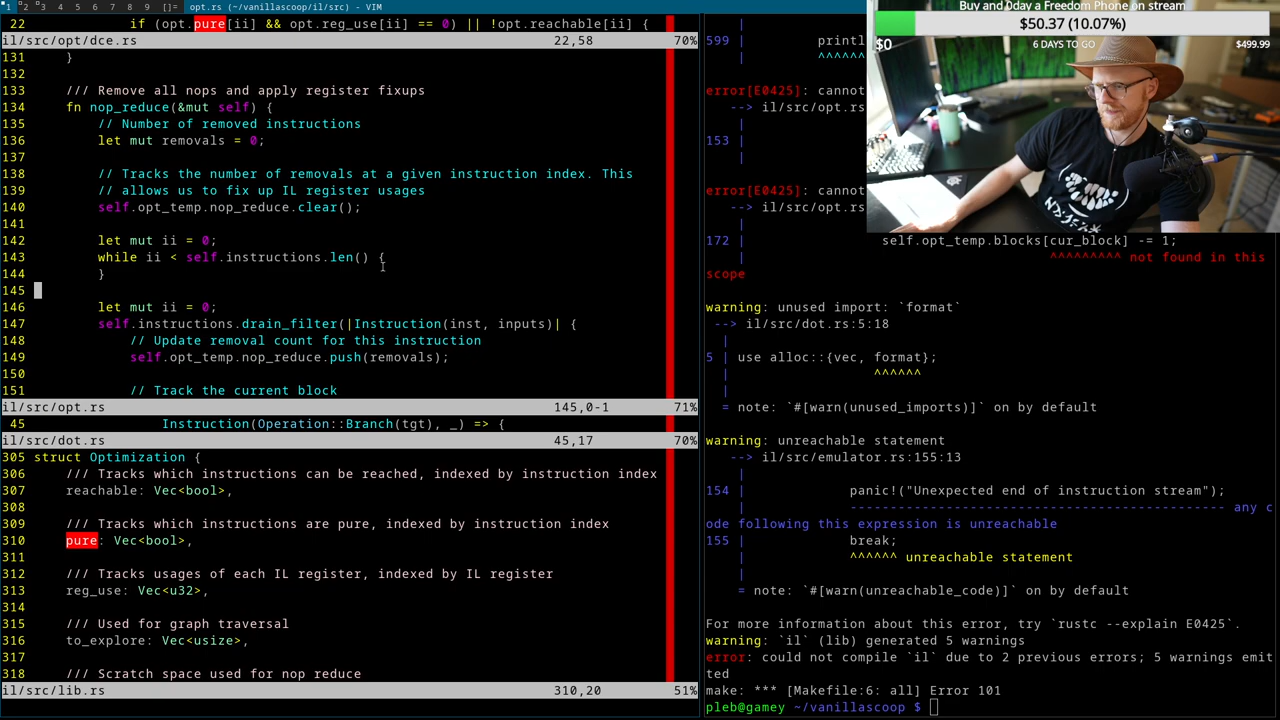 1 2 3 4 5 6 7 8 9 []= opt.rs (~/vanillascoop/il/src) - VIM
22 if (opt.pure[ii] && opt.reg_use[ii] == 0) || !opt.reachable[ii] {
il/src/opt/dce.rs 22,58 70%
131 }
132
133 /// Remove all nops and apply register fixups
134 fn nop_reduce(&mut self) {
135 // Number of removed instructions
136 let mut removals = 0;
137
138 // Tracks the number of removals at a given instruction index. This
139 // allows us to fix up IL register usages
140 self.opt_temp.nop_reduce.clear();
141
142 let mut ii = 0;
143 while ii < self.instructions.len() {
144 }
145
146 let mut ii = 0;
147 self.instructions.drain_filter(|Instruction(inst, inputs)| {
148 // Update removal count for this instruction
149 self.opt_temp.nop_reduce.push(removals);
150
151 // Track the current block
il/src/opt.rs 145,0-1 71%
45 Instruction(Operation::Branch(tgt), _) => {
il/src/dot.rs 45,17 70%
305 struct Optimization {
306 /// Tracks which instructions can be reached, indexed by instruction index
307 reachable: Vec<bool>,
308
309 /// Tracks which instructions are pure, indexed by instruction index
310 pure: Vec<bool>,
311
312 /// Tracks usages of each IL register, indexed by IL register
313 reg_use: Vec<u32>,
314
315 /// Used for graph traversal
316 to_explore: Vec<usize>,
317
318 /// Scratch space used for nop reduce
il/src/lib.rs 310,20 51%
|
599 | printl
| ^^^^^^
error[E0425]: cannot
--> il/src/opt.rs
|
153 |
|
error[E0425]: cannot
--> il/src/opt.rs
|
172 | self.opt_temp.blocks[cur_block] -= 1;
| ^^^^^^^^^ not found in this
scope
warning: unused import: `format`
--> il/src/dot.rs:5:18
|
5 | use alloc::{vec, format};
| ^^^^^^
|
= note: `#[warn(unused_imports)]` on by default
warning: unreachable statement
--> il/src/emulator.rs:155:13
|
154 | panic!("Unexpected end of instruction stream");
| ---------------------------------------------- any c
ode following this expression is unreachable
155 | break;
| ^^^^^^ unreachable statement
|
= note: `#[warn(unreachable_code)]` on by default
For more information about this error, try `rustc --explain E0425`.
warning: `il` (lib) generated 5 warnings
error: could not compile `il` due to 2 previous errors; 5 warnings emit
ted
make: *** [Makefile:6: all] Error 101
pleb@gamey ~/vanillascoop $
Buy and 0day a Freedom Phone on stream
$50.37 (10.07%)
$0 6 DAYS TO GO $499.99